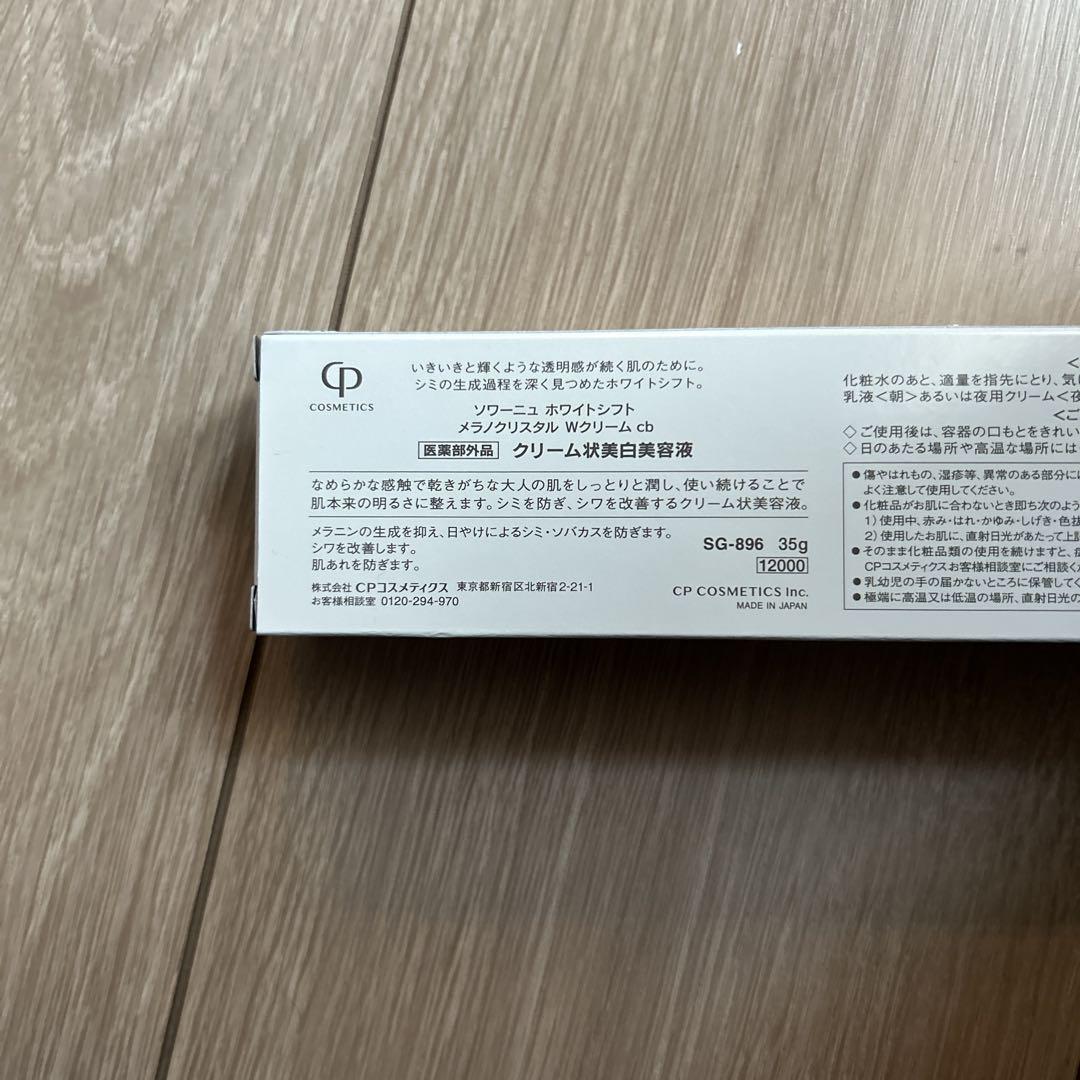 CP
COSMETICS
いきいきと輝くような透明感が続く肌のために。
シミの生成過程を深く見つめたホワイトシフト。
ソワーニュ ホワイトシフト
メラノクリスタル Wクリーム cb
医薬部外品 クリーム状美白美容液
なめらかな感触で乾きがちな大人の肌をしっとりと潤し、使い続けることで
肌本来の明るさに整えます。シミを防ぎ、シワを改善するクリーム状美容液。
メラニンの生成を抑え、日やけによるシミ・ソバカスを防ぎます。
シワを改善します。
肌あれを防ぎます。
SG-896 35g
12000
株式会社 CPコスメティクス 東京都新宿区北新宿2-21-1
お客様相談室 0120-294-970
CP COSMETICS Inc.
MADE IN JAPAN
化粧水のあと、適量を指先にとり、気
乳液<朝>あるいは夜用クリーム<夜
<ご
◇ご使用後は、容器の口もとをきれい
◇日のあたる場所や高温な場所には
●傷やはれもの、湿疹等、異常のある部分に
よく注意して使用してください。
●化粧品がお肌に合わないとき即ち次のよう
1)使用中、赤み・はれ・かゆみ・しげき・色抜
2)使用したお肌に、直射日光があたって上記
●そのまま化粧品類の使用を続けますと、症
CPコスメティクスお客様相談室にご相談くだ
●乳幼児の手の届かないところに保管してく
●極端に高温又は低温の場所、直射日光の